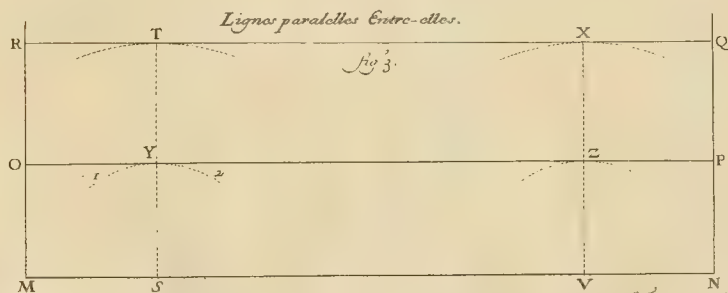 Lignes paralelles Entre-elles.
R T X Q
fig 3.
O Y Z P
1 2
M S V N